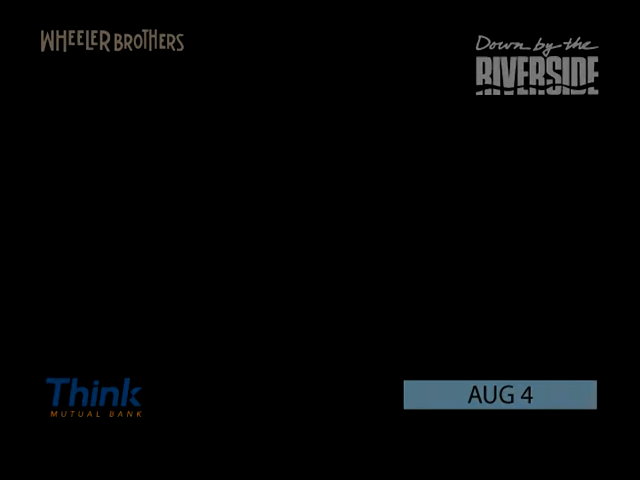 WHEELER BROTHERS
Down by the
RIVERSIDE
Think
MUTUAL BANK
AUG 4